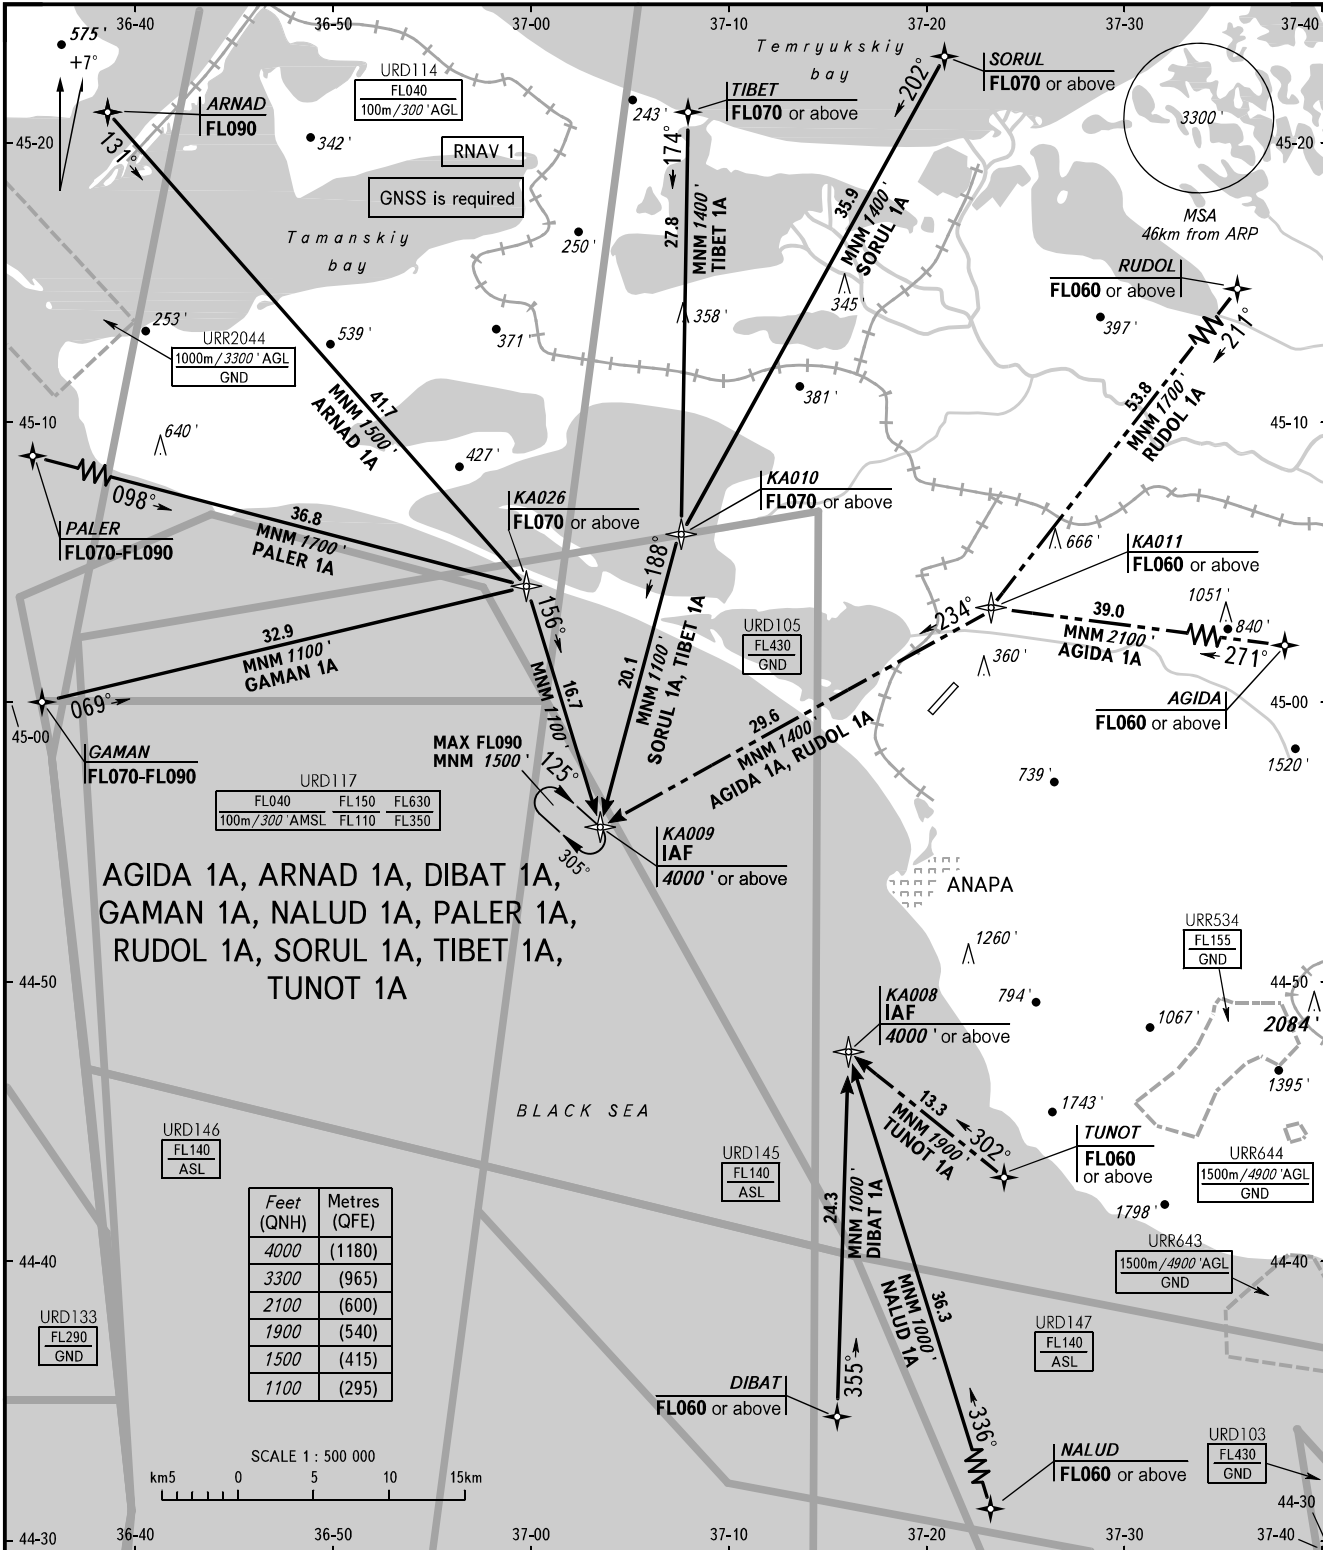 36-40
36-50
37-00
37-10
37-21
37-30
37-40
575'
+7°
URD114
FL040
100m/300'AGL
ARNAD
FL090
131°
342'
RNAV 1
GNSS is required
45-20
Tamanskiy
bay
243'
250'
TIBET
FL070 or above
174°
27.8
MNM 1400'
TIBET 1A
Temryukskiy
bay
SORUL
FL070 or above
202°
35.9
MNM 1400'
SORUL 1A
345'
358'
3300'
45-20
MSA
46km from ARP
RUDOL
FL060 or above
211°
397'
53.8
MNM 1700'
RUDOL 1A
253'
URR2044
1000m/3300'AGL
GND
539'
371'
381'
41.7
MNM 1500'
ARNAD 1A
45-10
45-10
640'
427'
098°
PALER
FL070-FL090
36.8
MNM 1700'
PALER 1A
KA026
FL070 or above
KA010
FL070 or above
188°
666'
KA011
FL060 or above
156°
32.9
MNM 1100'
GAMAN 1A
069°
GAMAN
FL070-FL090
16.7
MNM 1100'
20.1
MNM 1100'
SORUL 1A, TIBET 1A
URD105
FL430
GND
234°
360'
39.0
MNM 2100'
AGIDA 1A
1051'
840'
271°
AGIDA
FL060 or above
45-00
45-00
29.6
MNM 1400'
AGIDA 1A, RUDOL 1A
MAX FL090
MNM 1500'
125°
305°
739'
1520'
URD117
FL040
100m/300'AMSL
FL150
FL110
FL630
FL350
KA009
IAF
4000' or above
AGIDA 1A, ARNAD 1A, DIBAT 1A,
GAMAN 1A, NALUD 1A, PALER 1A,
RUDOL 1A, SORUL 1A, TIBET 1A,
TUNOT 1A
ANAPA
1260'
URR534
FL155
GND
44-50
44-50
KA008
IAF
4000' or above
794'
1067'
2084'
1395'
BLACK SEA
13.3
MNM 1900'
TUNOT 1A
302°
1743'
TUNOT
FL060
or above
URD146
FL140
ASL
URD145
FL140
ASL
URR644
1500m/4900'AGL
GND
1798'
URR643
1500m/4900'AGL
GND
Feet
(QNH)
Metres
(QFE)
4000 (1180)
3300 (965)
2100 (600)
1900 (540)
1500 (415)
1100 (295)
24.3
MNM 1000'
DIBAT 1A
36.3
MNM 1000'
NALUD 1A
44-40
44-40
URD133
FL290
GND
URD147
FL140
ASL
355°
DIBAT
FL060 or above
336°
NALUD
FL060 or above
URD103
FL430
GND
SCALE 1 : 500 000
km5 0 5 10 15km
44-30
44-30
36-40
36-50
37-00
37-10
37-20
37-30
37-40